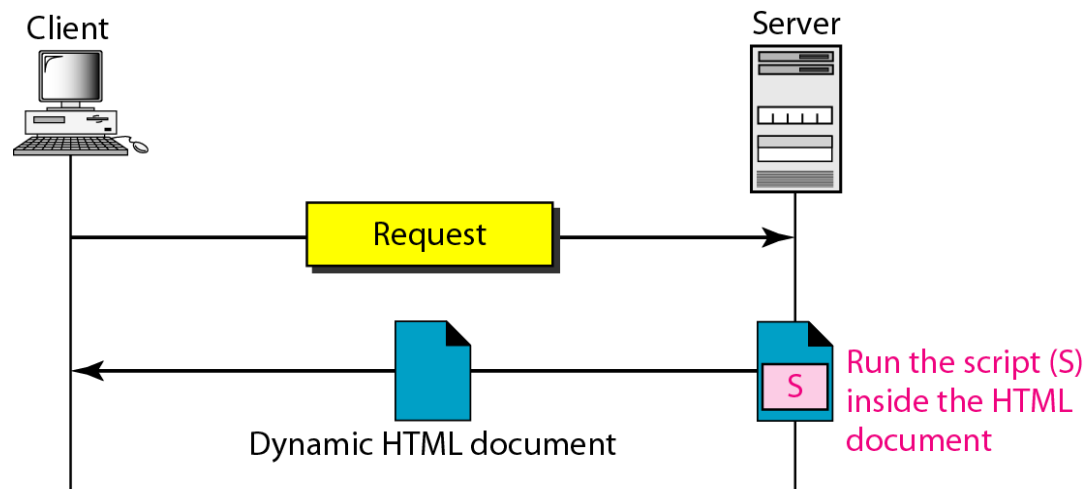 Client
Server
Request
S
Run the script (S)
inside the HTML
document
Dynamic HTML document